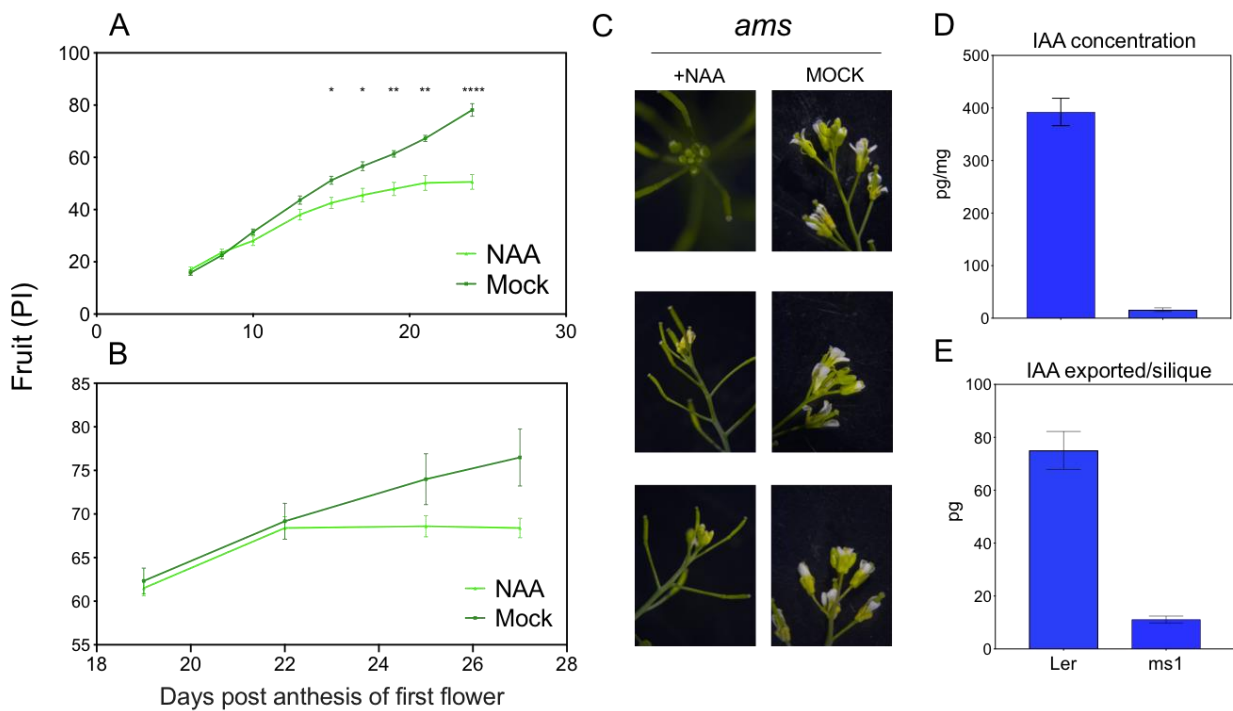 A
100
80
60
40
20
0
0
10
20
30
* * ** ** ****
NAA
Mock
Fruit (PI)
B
85
80
75
70
65
60
55
18
20
22
24
26
28
NAA
Mock
Days post anthesis of first flower
C
ams
+NAA
MOCK
D
IAA concentration
500
400
300
200
100
0
pg/mg
E
IAA exported/silique
100
80
60
40
20
0
pg
Ler
ms1